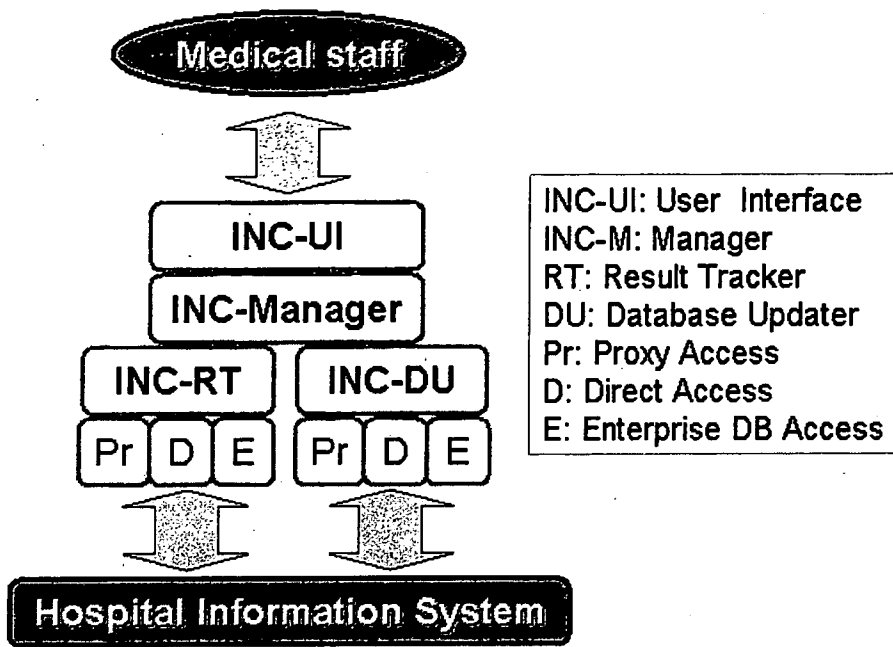 Medical staff
INC-UI
INC-Manager
INC-RT INC-DU
Pr D E Pr D E
Hospital Information System
INC-UI: User Interface
INC-M: Manager
RT: Result Tracker
DU: Database Updater
Pr: Proxy Access
D: Direct Access
E: Enterprise DB Access